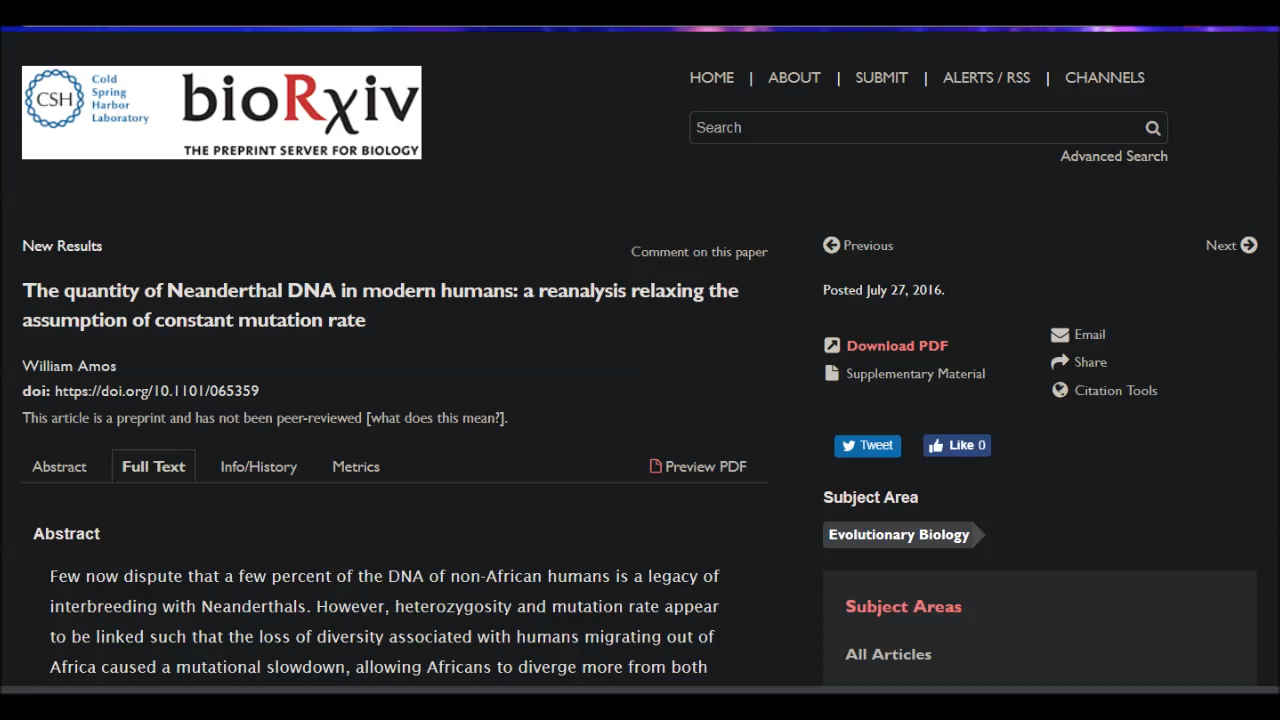 CSH
Cold
Spring
Harbor
Laboratory
bioRχiv
THE PREPRINT SERVER FOR BIOLOGY
HOME | ABOUT | SUBMIT | ALERTS / RSS | CHANNELS
Search
Advanced Search
New Results
Comment on this paper
The quantity of Neanderthal DNA in modern humans: a reanalysis relaxing the
assumption of constant mutation rate
William Amos
doi: https://doi.org/10.1101/065359
This article is a preprint and has not been peer-reviewed [what does this mean?].
Abstract
Full Text
Info/History
Metrics
Preview PDF
Abstract
Few now dispute that a few percent of the DNA of non-African humans is a legacy of
interbreeding with Neanderthals. However, heterozygosity and mutation rate appear
to be linked such that the loss of diversity associated with humans migrating out of
Africa caused a mutational slowdown, allowing Africans to diverge more from both
Previous
Next
Posted July 27, 2016.
Download PDF
Supplementary Material
Email
Share
Citation Tools
Tweet
Like 0
Subject Area
Evolutionary Biology
Subject Areas
All Articles